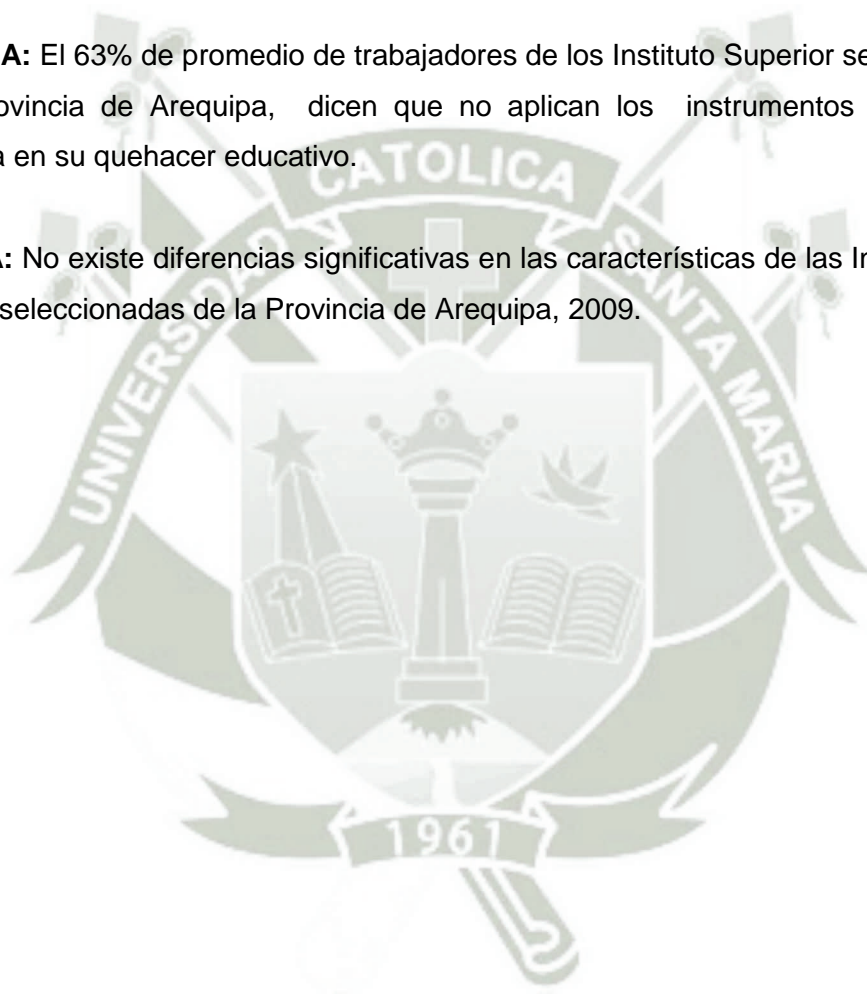 A: El 63% de promedio de trabajadores de los Instituto Superior se
ovincia de Arequipa, dicen que no aplican los instrumentos
a en su quehacer educativo.
A: No existe diferencias significativas en las características de las In
seleccionadas de la Provincia de Arequipa, 2009.
UNIVERSIDAD CATOLICA SANTA MARIA
1961